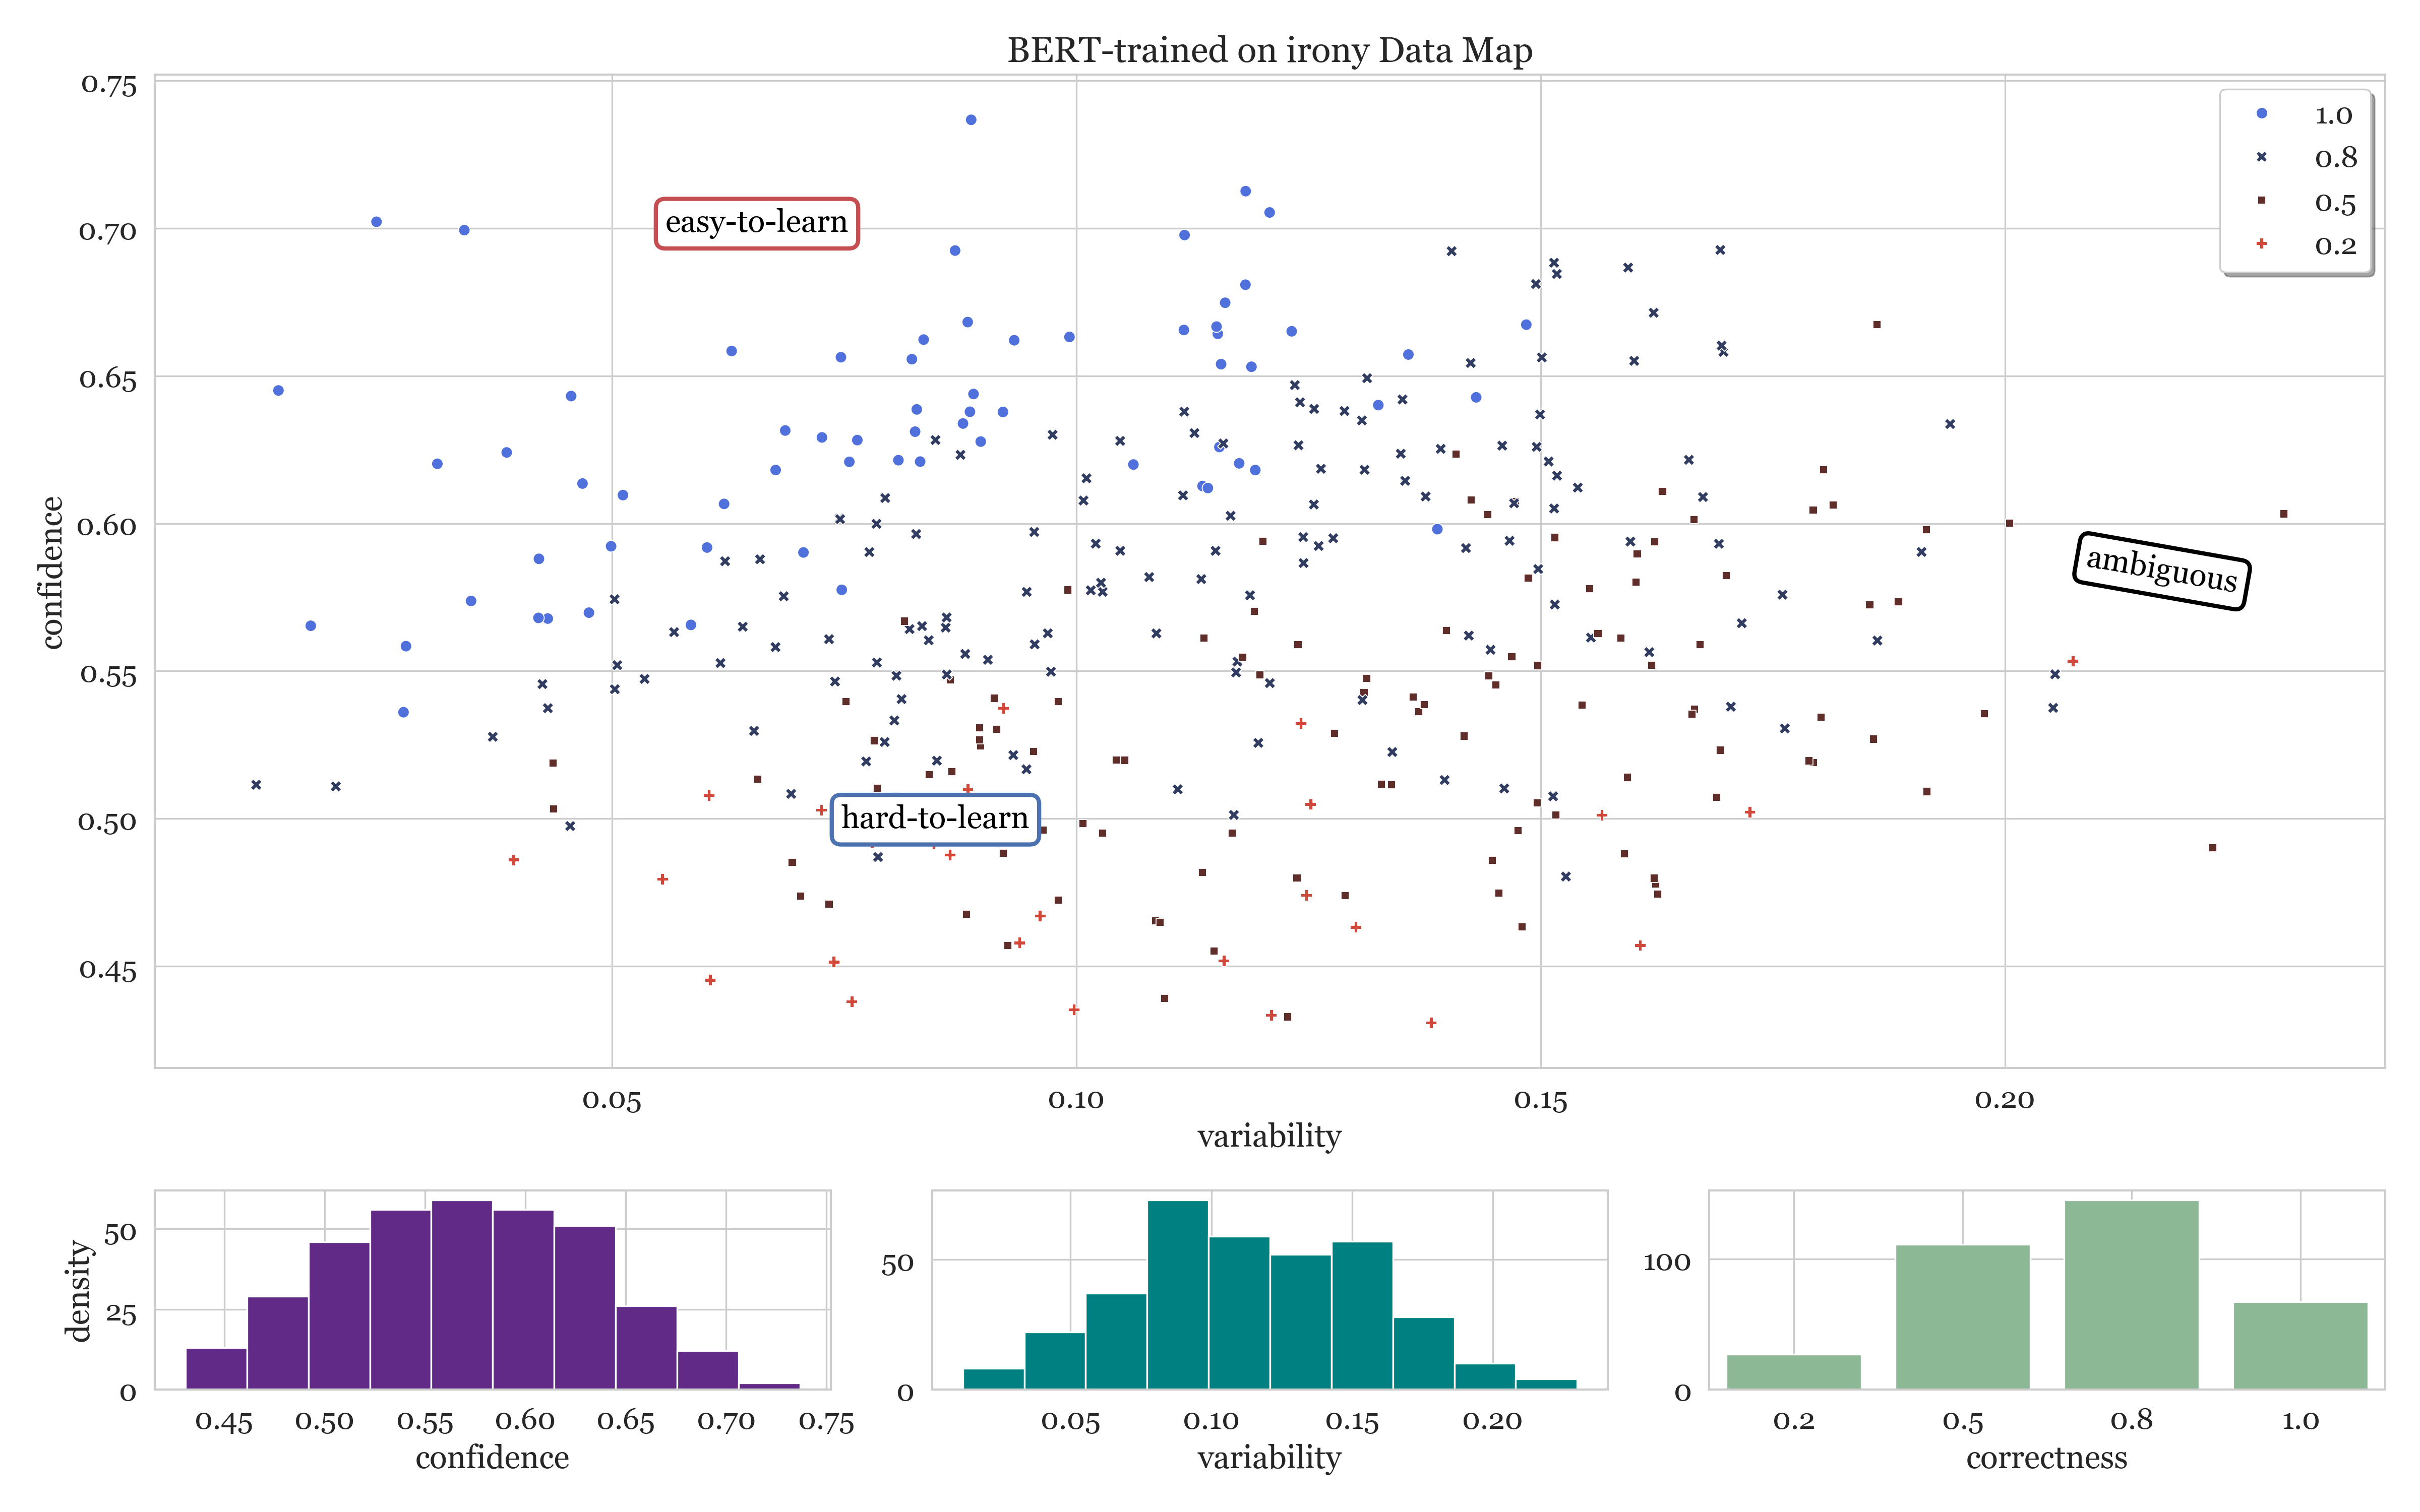 BERT-trained on irony Data Map
0.75
0.70
0.65
0.60
0.55
0.50
0.45
confidence
easy-to-learn
ambiguous
hard-to-learn
1.0
0.8
0.5
0.2
0.05 0.10 0.15 0.20
variability
density
50
25
0
0.45 0.50 0.55 0.60 0.65 0.70 0.75
confidence
50
0
0.05 0.10 0.15 0.20
variability
100
0
0.2 0.5 0.8 1.0
correctness